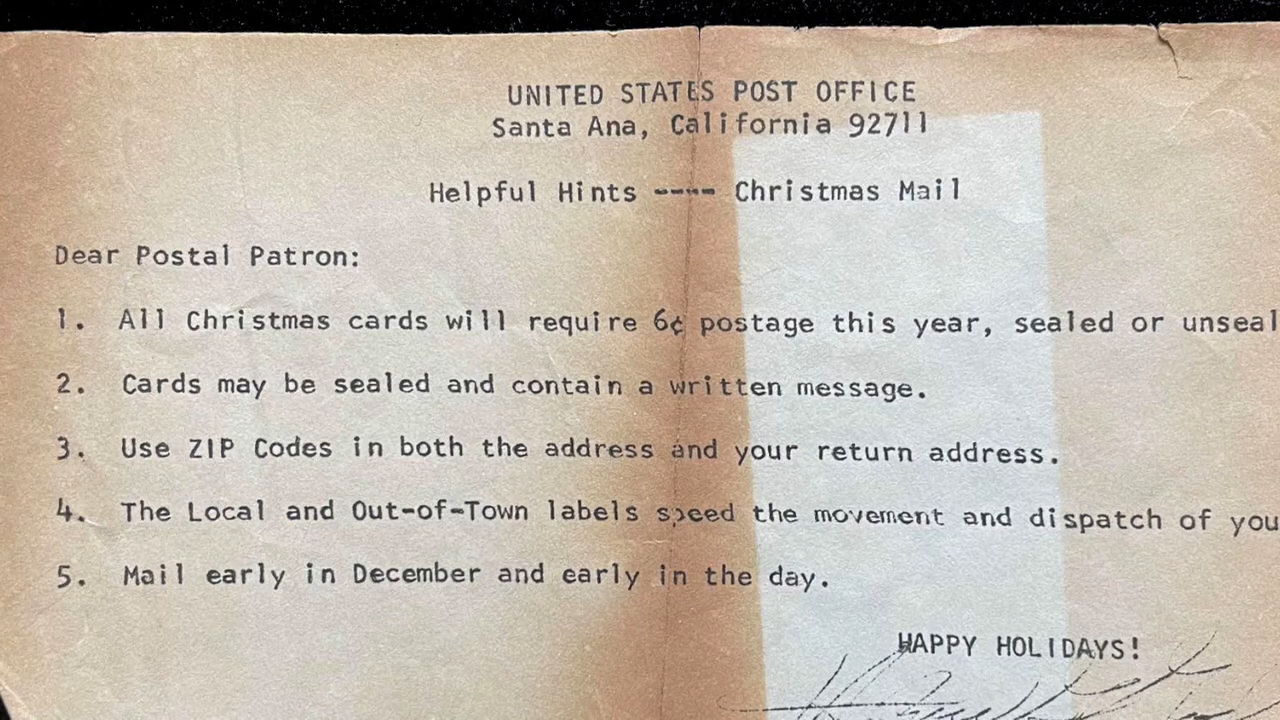 UNITED STATES POST OFFICE
Santa Ana, California 92711
Helpful Hints ---- Christmas Mail
Dear Postal Patron:
1. All Christmas cards will require 6¢ postage this year, sealed or unseal
2. Cards may be sealed and contain a written message.
3. Use ZIP Codes in both the address and your return address.
4. The Local and Out-of-Town labels speed the movement and dispatch of you
5. Mail early in December and early in the day.
HAPPY HOLIDAYS!